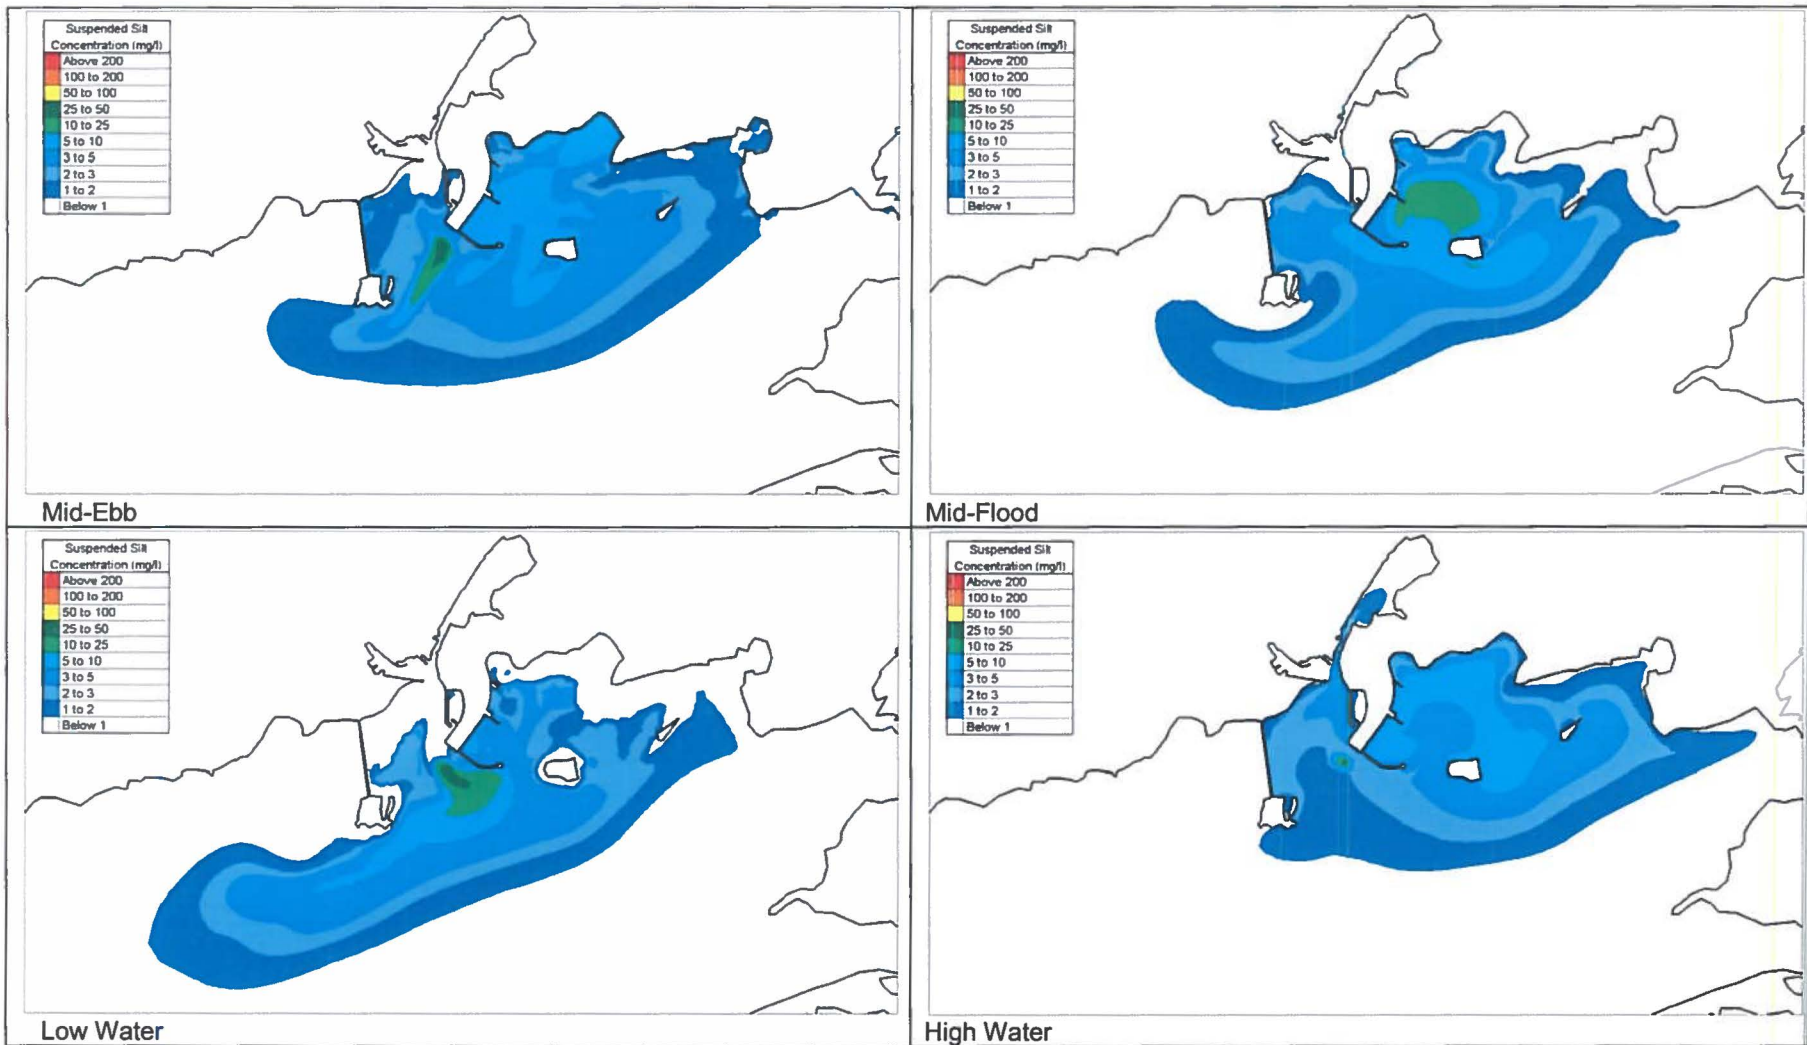 Suspended Silt
Concentration (mg/l)
Above 200
100 to 200
50 to 100
25 to 50
10 to 25
5 to 10
3 to 5
2 to 3
1 to 2
Below 1
Mid-Ebb
Suspended Silt
Concentration (mg/l)
Above 200
100 to 200
50 to 100
25 to 50
10 to 25
5 to 10
3 to 5
2 to 3
1 to 2
Below 1
Mid-Flood
Suspended Silt
Concentration (mg/l)
Above 200
100 to 200
50 to 100
25 to 50
10 to 25
5 to 10
3 to 5
2 to 3
1 to 2
Below 1
Low Water
Suspended Silt
Concentration (mg/l)
Above 200
100 to 200
50 to 100
25 to 50
10 to 25
5 to 10
3 to 5
2 to 3
1 to 2
Below 1
High Water